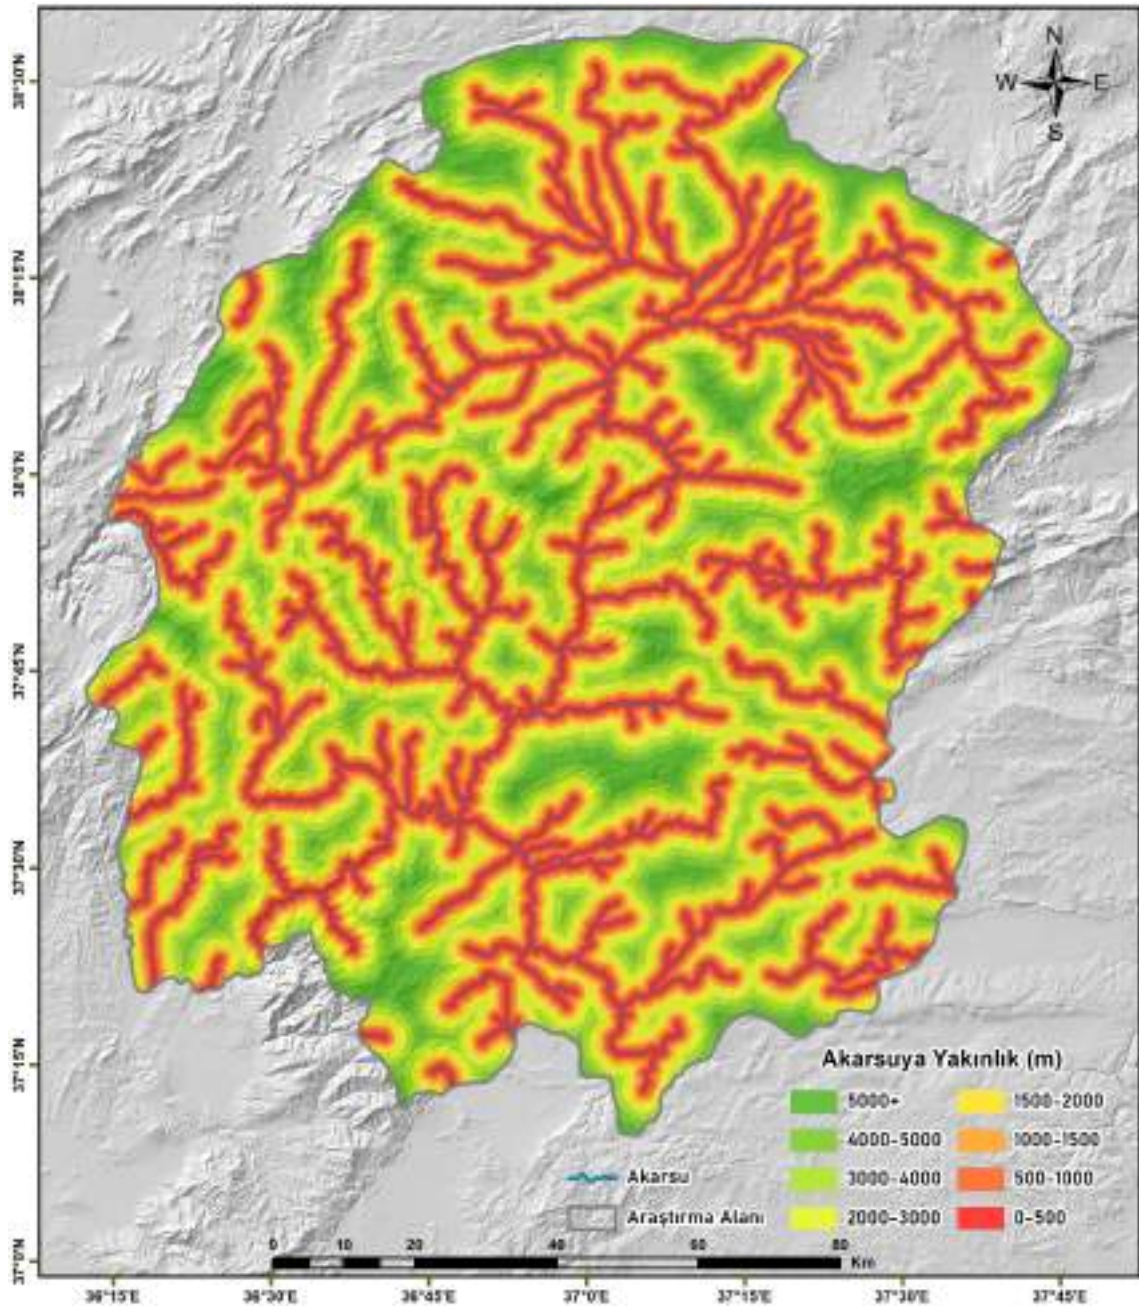 N
W E
S
38°30'N
38°15'N
38°0'N
37°45'N
37°30'N
37°15'N
37°0'N
Akarsuya Yakınlık (m)
5000+
4000-5000
3000-4000
2000-3000
1500-2000
1000-1500
500-1000
0-500
Akarsu
Araştırma Alanı
0 10 20 40 60 80
Km
36°15'E 36°30'E 36°45'E 37°0'E 37°15'E 37°30'E 37°45'E